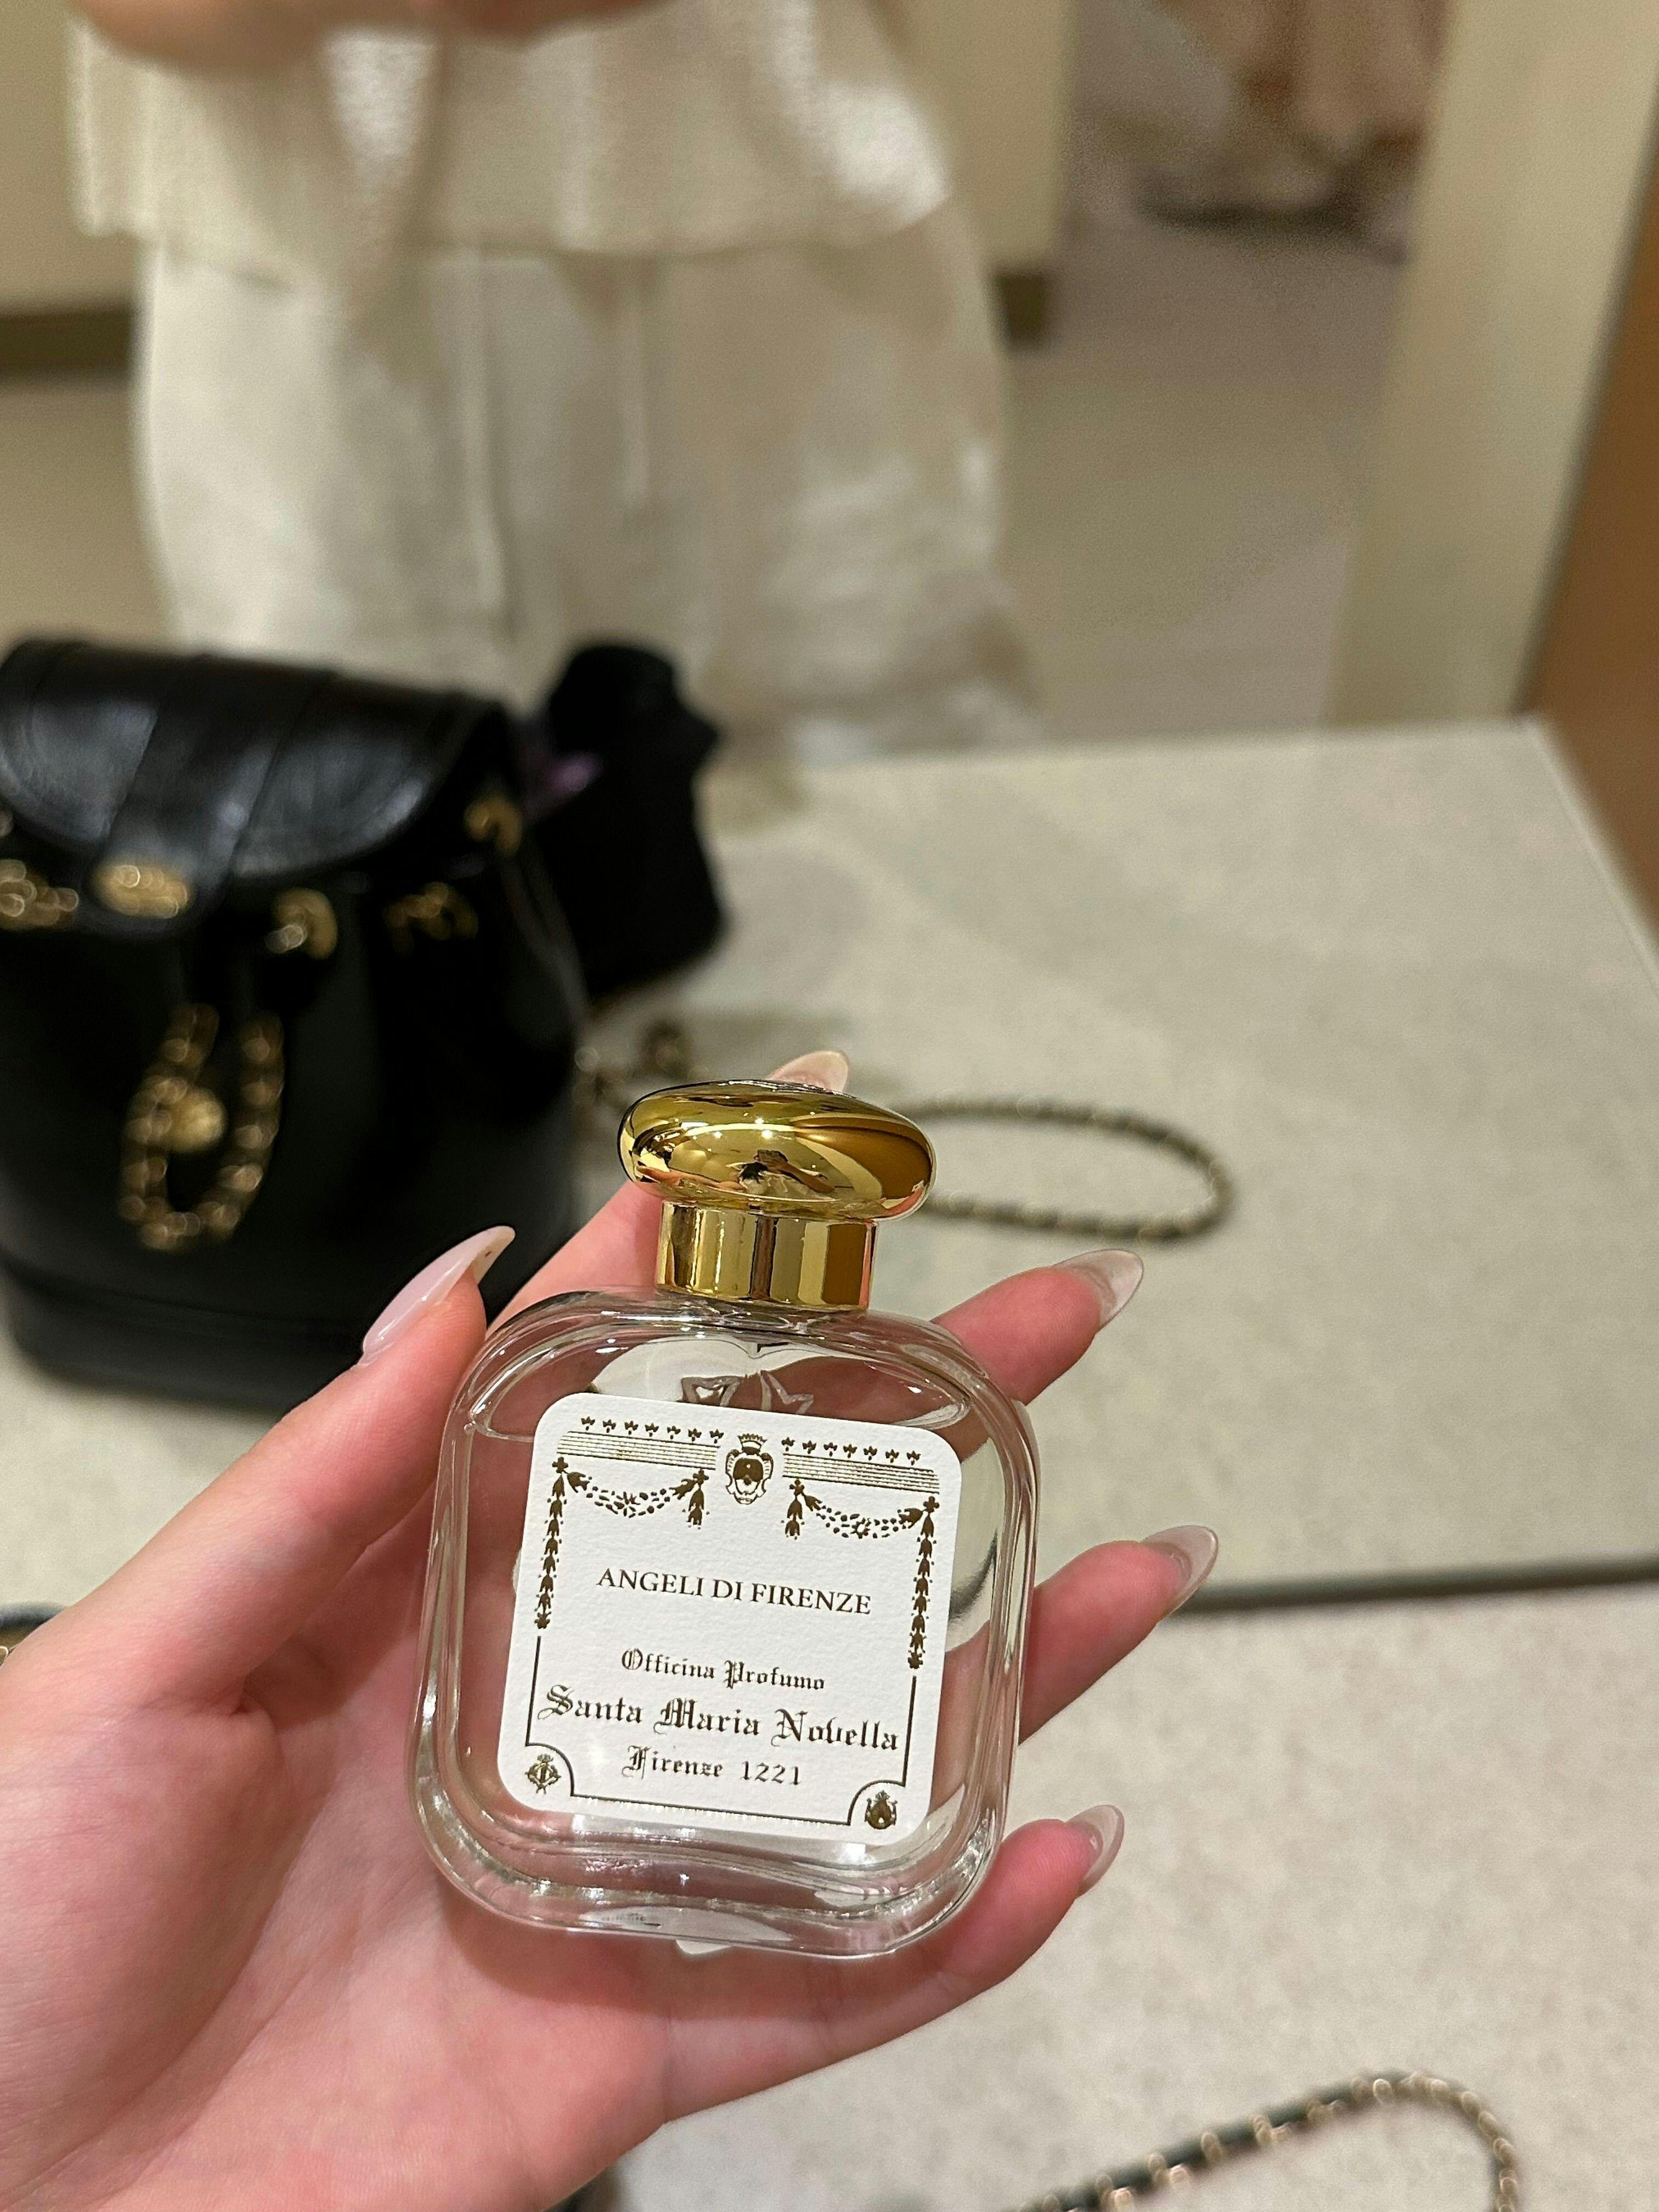 ANGELI DI FIRENZE
Officina Profumo
Santa Maria Novella
Firenze 1221